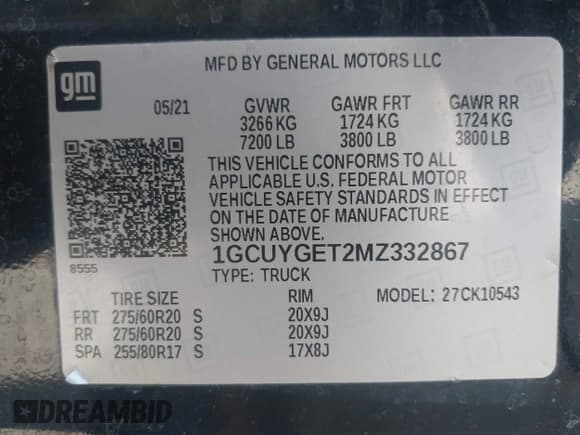 gm
MFD BY GENERAL MOTORS LLC
05/21 GVWR GAWR FRT GAWR RR
3266 KG 1724 KG 1724 KG
7200 LB 3800 LB 3800 LB
THIS VEHICLE CONFORMS TO ALL
APPLICABLE U.S. FEDERAL MOTOR
VEHICLE SAFETY STANDARDS IN EFFECT
ON THE DATE OF MANUFACTURE
SHOWN ABOVE.
8555
1GCUYGET2MZ332867
TYPE: TRUCK
TIRE SIZE RIM MODEL: 27CK10543
FRT 275/60R20 S 20X9J
RR 275/60R20 S 20X9J
SPA 255/80R17 S 17X8J
DREAMBID